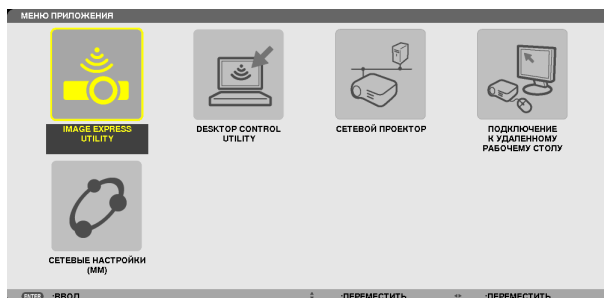 МЕНЮ ПРИЛОЖЕНИЯ
IMAGE EXPRESS
UTILITY
DESKTOP CONTROL
UTILITY
СЕТЕВОЙ ПРОЕКТОР
ПОДКЛЮЧЕНИЕ
К УДАЛЕННОМУ
РАБОЧЕМУ СТОЛУ
СЕТЕВЫЕ НАСТРОЙКИ
(MM)
ENTER :ВВОД :ПЕРЕМЕСТИТЬ :ПЕРЕМЕСТИТЬ